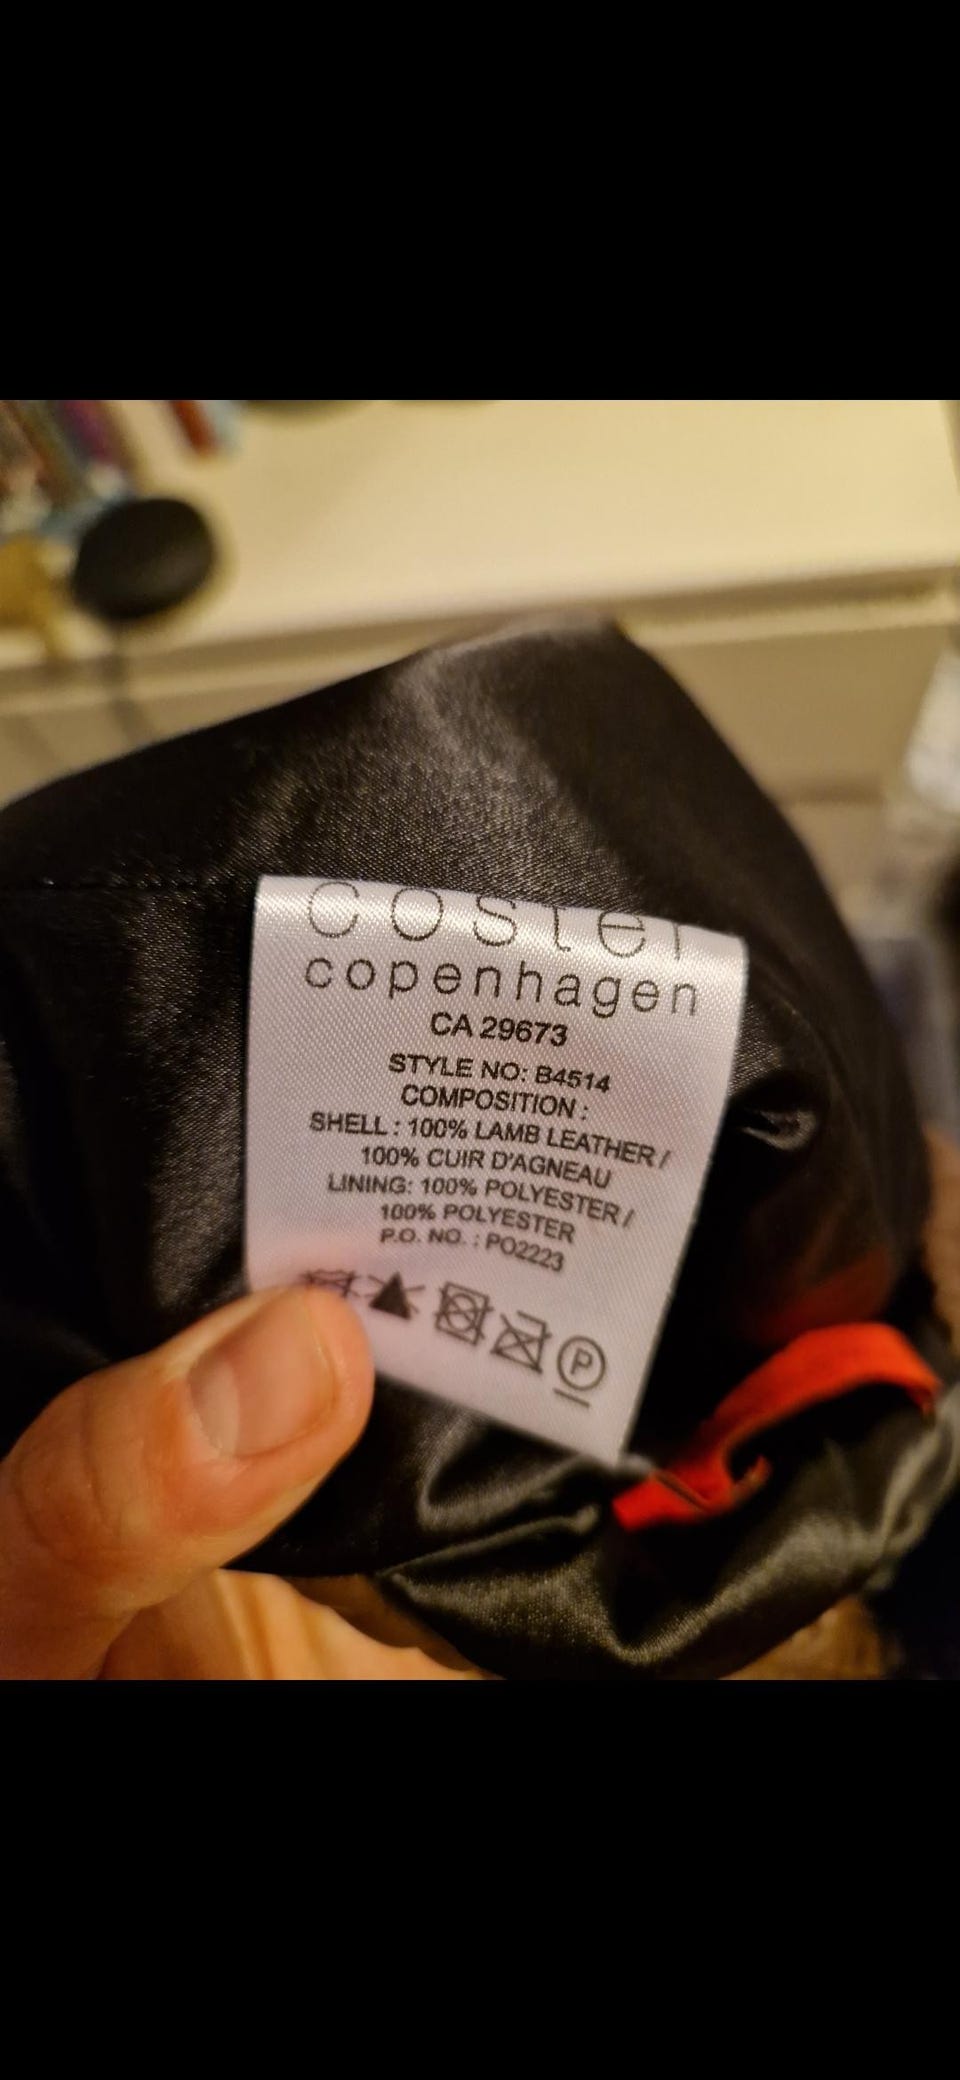 coster
copenhagen
CA 29673
STYLE NO: B4514
COMPOSITION :
SHELL : 100% LAMB LEATHER /
100% CUIR D'AGNEAU
LINING: 100% POLYESTER /
100% POLYESTER
P.O. NO. : PO2223
P